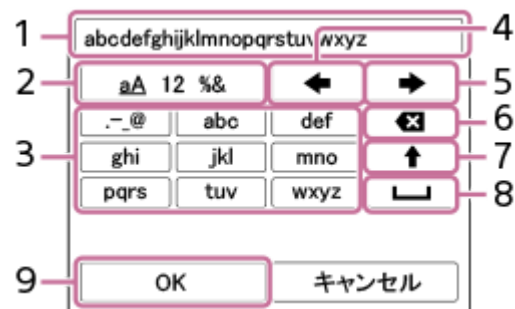 1 abcdefghijklmnopqrstuvwxyz 4
2 aA 12 %& 5
.-_@ abc def 6
3 ghi jkl mno 7
pqrs tuv wxyz 8
9 OK キャンセル